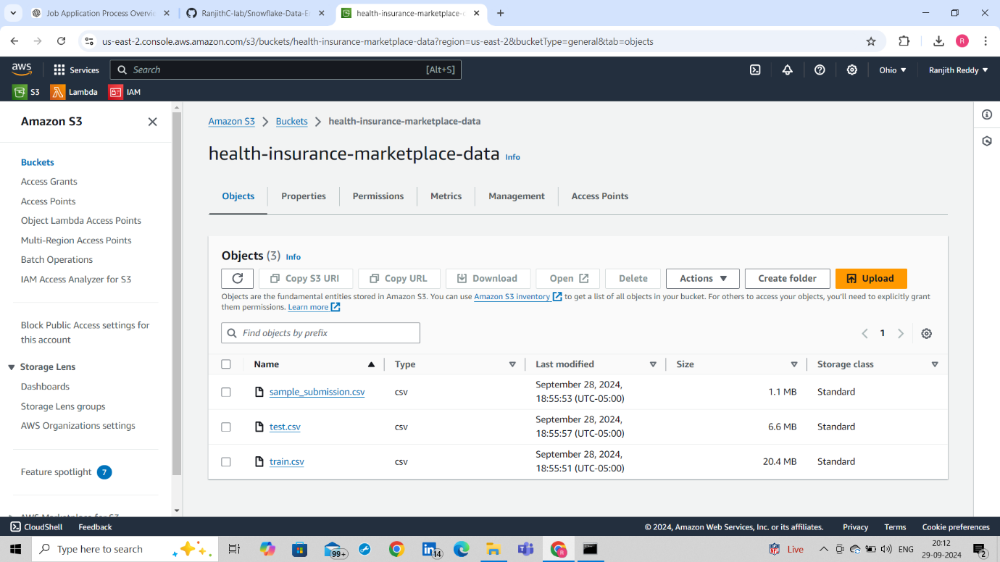 Job Application Process Overvi
RanjithC-lab/Snowflake-Data-E
health-insurance-marketplace-
us-east-2.console.aws.amazon.com/s3/buckets/health-insurance-marketplace-data?region=us-east-2&bucketType=general&tab=objects
R
aws
Services
Search
[Alt+S]
Ohio
Ranjith Reddy
S3
Lambda
IAM
Amazon S3
Buckets
Access Grants
Access Points
Object Lambda Access Points
Multi-Region Access Points
Batch Operations
IAM Access Analyzer for S3
Block Public Access settings for
this account
Storage Lens
Dashboards
Storage Lens groups
AWS Organizations settings
Feature spotlight 7
AWS Marketplace for S3
Amazon S3 > Buckets > health-insurance-marketplace-data
health-insurance-marketplace-data Info
Objects Properties Permissions Metrics Management Access Points
Objects (3) Info
Copy S3 URI Copy URL Download Open Delete Actions Create folder Upload
Objects are the fundamental entities stored in Amazon S3. You can use Amazon S3 inventory to get a list of all objects in your bucket. For others to access your objects, you'll need to explicitly grant
them permissions. Learn more
Find objects by prefix
1
Name Type Last modified Size Storage class
sample_submission.csv csv September 28, 2024, 18:55:53 (UTC-05:00) 1.1 MB Standard
test.csv csv September 28, 2024, 18:55:57 (UTC-05:00) 6.6 MB Standard
train.csv csv September 28, 2024, 18:55:51 (UTC-05:00) 20.4 MB Standard
CloudShell Feedback © 2024, Amazon Web Services, Inc. or its affiliates. Privacy Terms Cookie preferences
Type here to search
99+
14
R
Live
ENG
20:12
29-09-2024
2